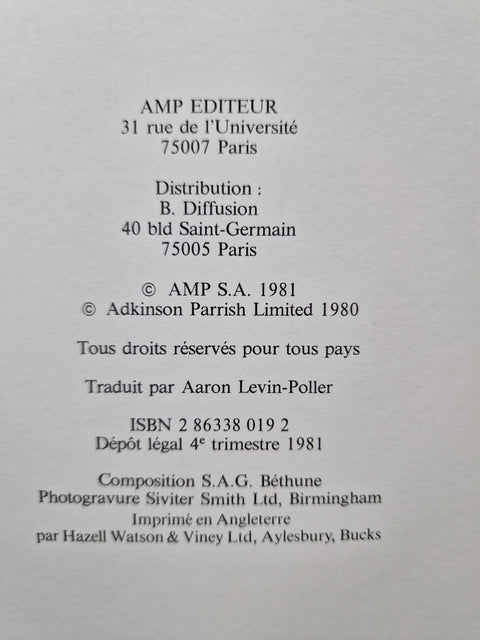 AMP EDITEUR
31 rue de l'Université
75007 Paris
Distribution :
B. Diffusion
40 bld Saint-Germain
75005 Paris
© AMP S.A. 1981
© Adkinson Parrish Limited 1980
Tous droits réservés pour tous pays
Traduit par Aaron Levin-Poller
ISBN 2 86338 019 2
Dépôt légal 4e trimestre 1981
Composition S.A.G. Béthune
Photogravure Siviter Smith Ltd, Birmingham
Imprimé en Angleterre
par Hazell Watson & Viney Ltd, Aylesbury, Bucks